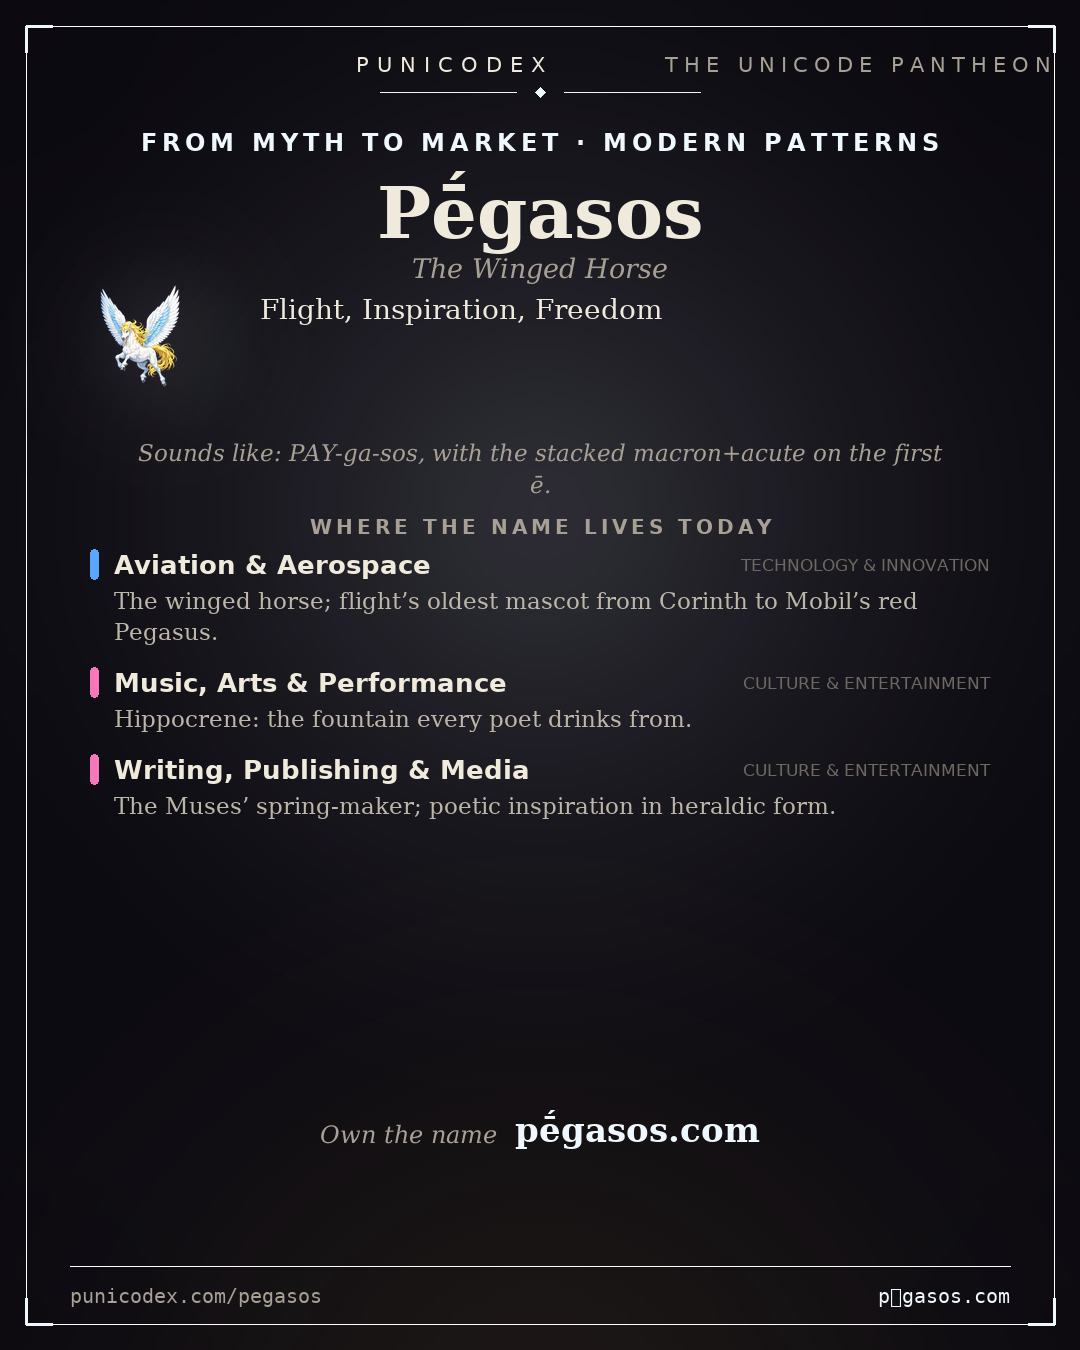 PUNICODEX THE UNICODE PANTHEON
FROM MYTH TO MARKET · MODERN PATTERNS
Pḗgasos
The Winged Horse
Flight, Inspiration, Freedom
Sounds like: PAY-ga-sos, with the stacked macron+acute on the first
ē.
WHERE THE NAME LIVES TODAY
Aviation & Aerospace TECHNOLOGY & INNOVATION
The winged horse; flight’s oldest mascot from Corinth to Mobil’s red
Pegasus.
Music, Arts & Performance CULTURE & ENTERTAINMENT
Hippocrene: the fountain every poet drinks from.
Writing, Publishing & Media CULTURE & ENTERTAINMENT
The Muses’ spring-maker; poetic inspiration in heraldic form.
Own the name pḗgasos.com
punicodex.com/pegasos p▯gasos.com